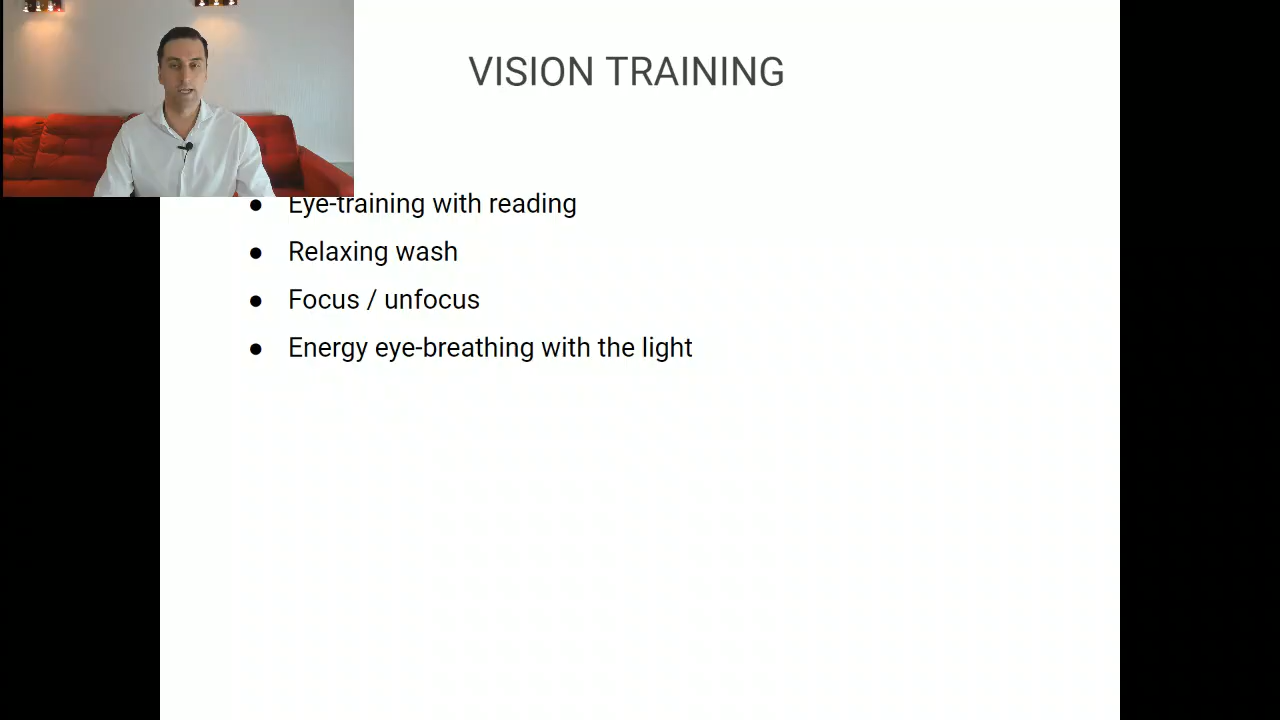 VISION TRAINING
● Eye-training with reading
● Relaxing wash
● Focus / unfocus
● Energy eye-breathing with the light